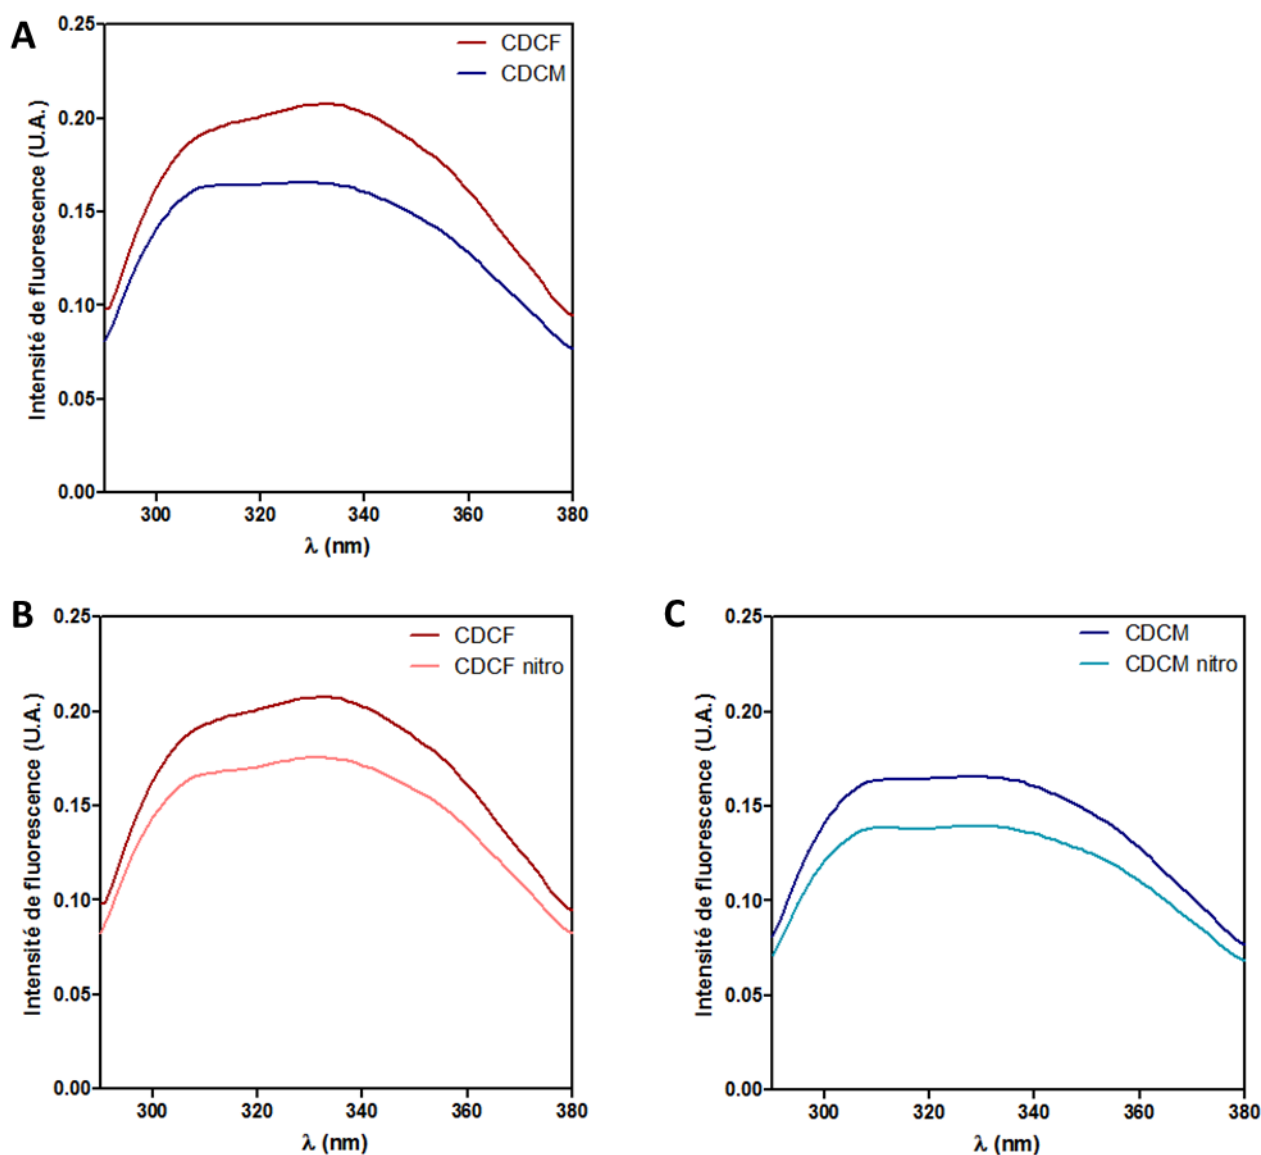 A
CDCF
CDCM
Intensité de fluorescence (U.A.)
0.25
0.20
0.15
0.10
0.05
0.00
300 320 340 360 380
λ (nm)
B
CDCF
CDCF nitro
Intensité de fluorescence (U.A.)
0.25
0.20
0.15
0.10
0.05
0.00
300 320 340 360 380
λ (nm)
C
CDCM
CDCM nitro
Intensité de fluorescence (U.A.)
0.25
0.20
0.15
0.10
0.05
0.00
300 320 340 360 380
λ (nm)